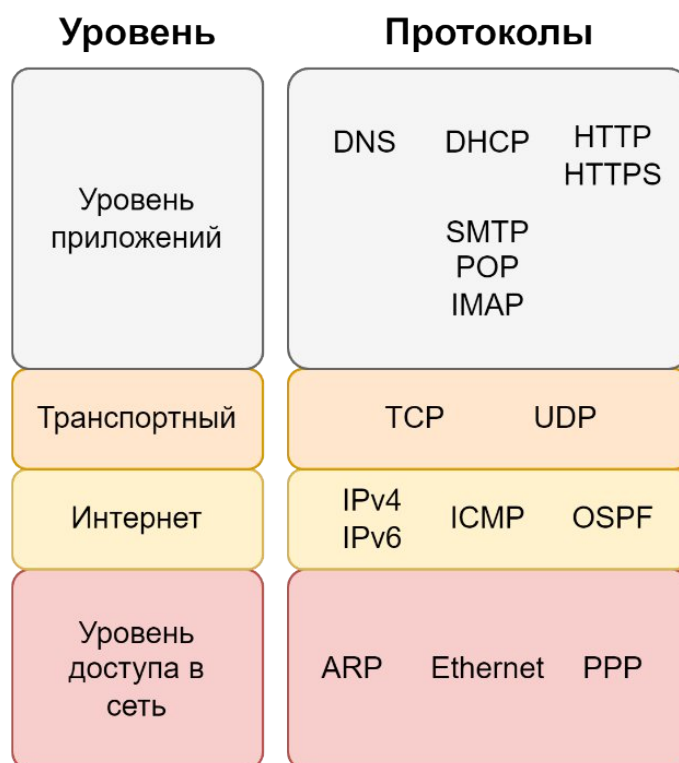 Уровень Протоколы
Уровень
приложений
DNS DHCP HTTP
HTTPS
SMTP
POP
IMAP
Транспортный
TCP UDP
Интернет
IPv4
IPv6
ICMP OSPF
Уровень
доступа в
сеть
ARP Ethernet PPP